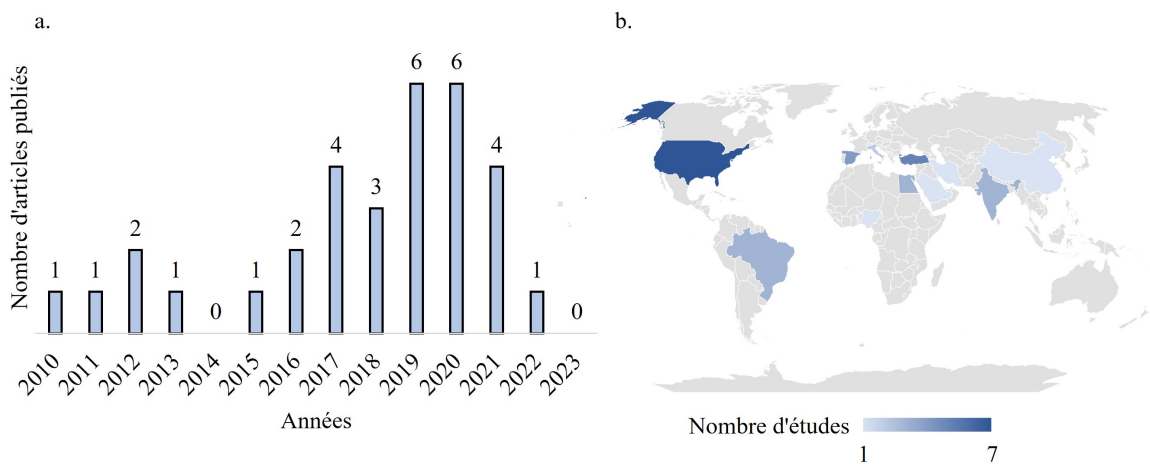 a.
Nombre d'articles publiés
1 1 2 1 0 1 2 4 3 6 6 4 1 0
2010 2011 2012 2013 2014 2015 2016 2017 2018 2019 2020 2021 2022 2023
Années
b.
Nombre d'études
1 7